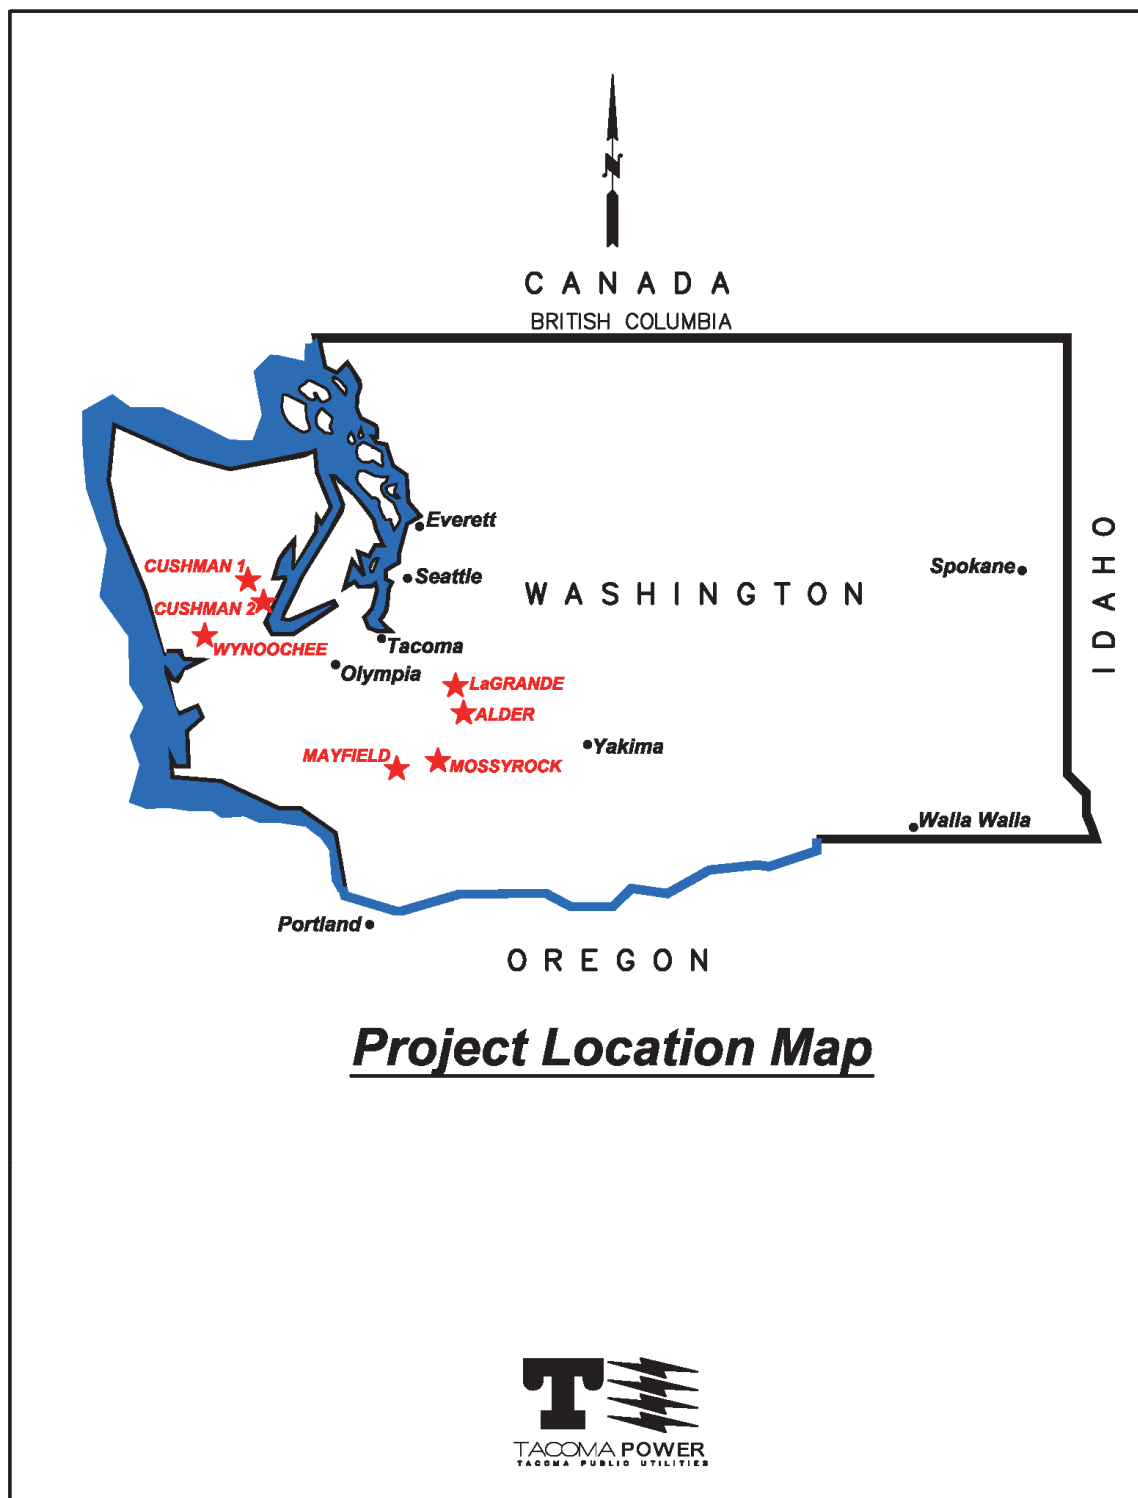 N
CANADA
BRITISH COLUMBIA
Everett
CUSHMAN 1
Seattle
Spokane
WASHINGTON
IDAHO
CUSHMAN 2
WYNOOCHEE
Tacoma
Olympia
LaGRANDE
ALDER
Yakima
MAYFIELD
MOSSYROCK
Walla Walla
Portland
OREGON
Project Location Map
T
TACOMA POWER
TACOMA PUBLIC UTILITIES